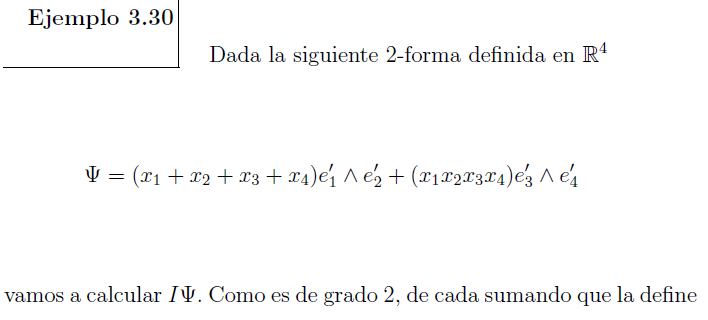 Ejemplo 3.30
Dada la siguiente 2-forma definida en ℝ⁴
Ψ = (x₁ + x₂ + x₃ + x₄)e′₁ ∧ e′₂ + (x₁x₂x₃x₄)e′₃ ∧ e′₄
vamos a calcular IΨ. Como es de grado 2, de cada sumando que la define